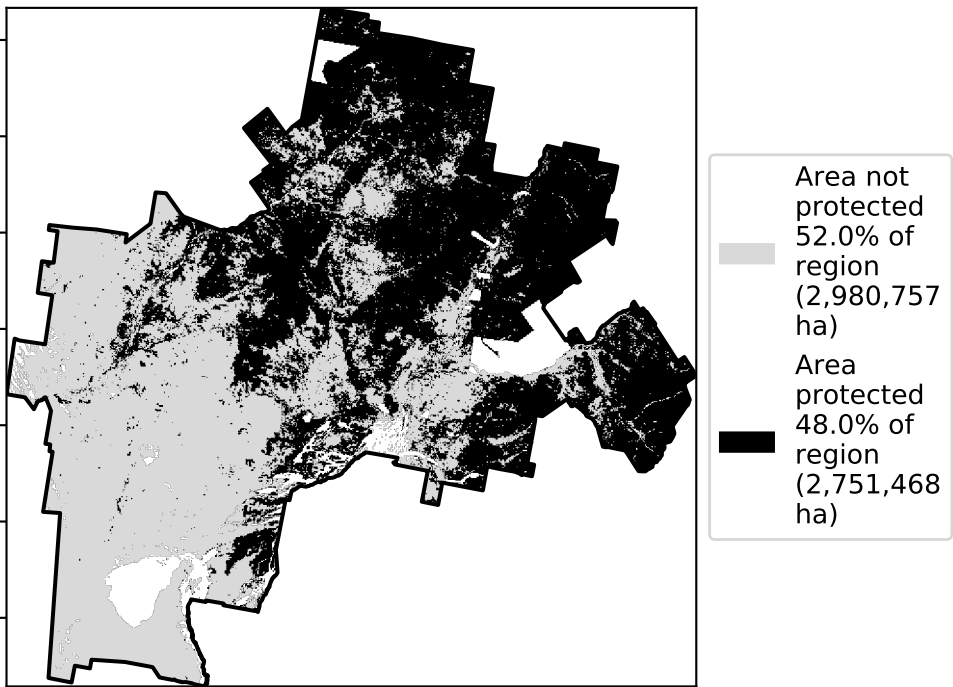 Area not
protected
52.0% of
region
(2,980,757
ha)
Area
protected
48.0% of
region
(2,751,468
ha)